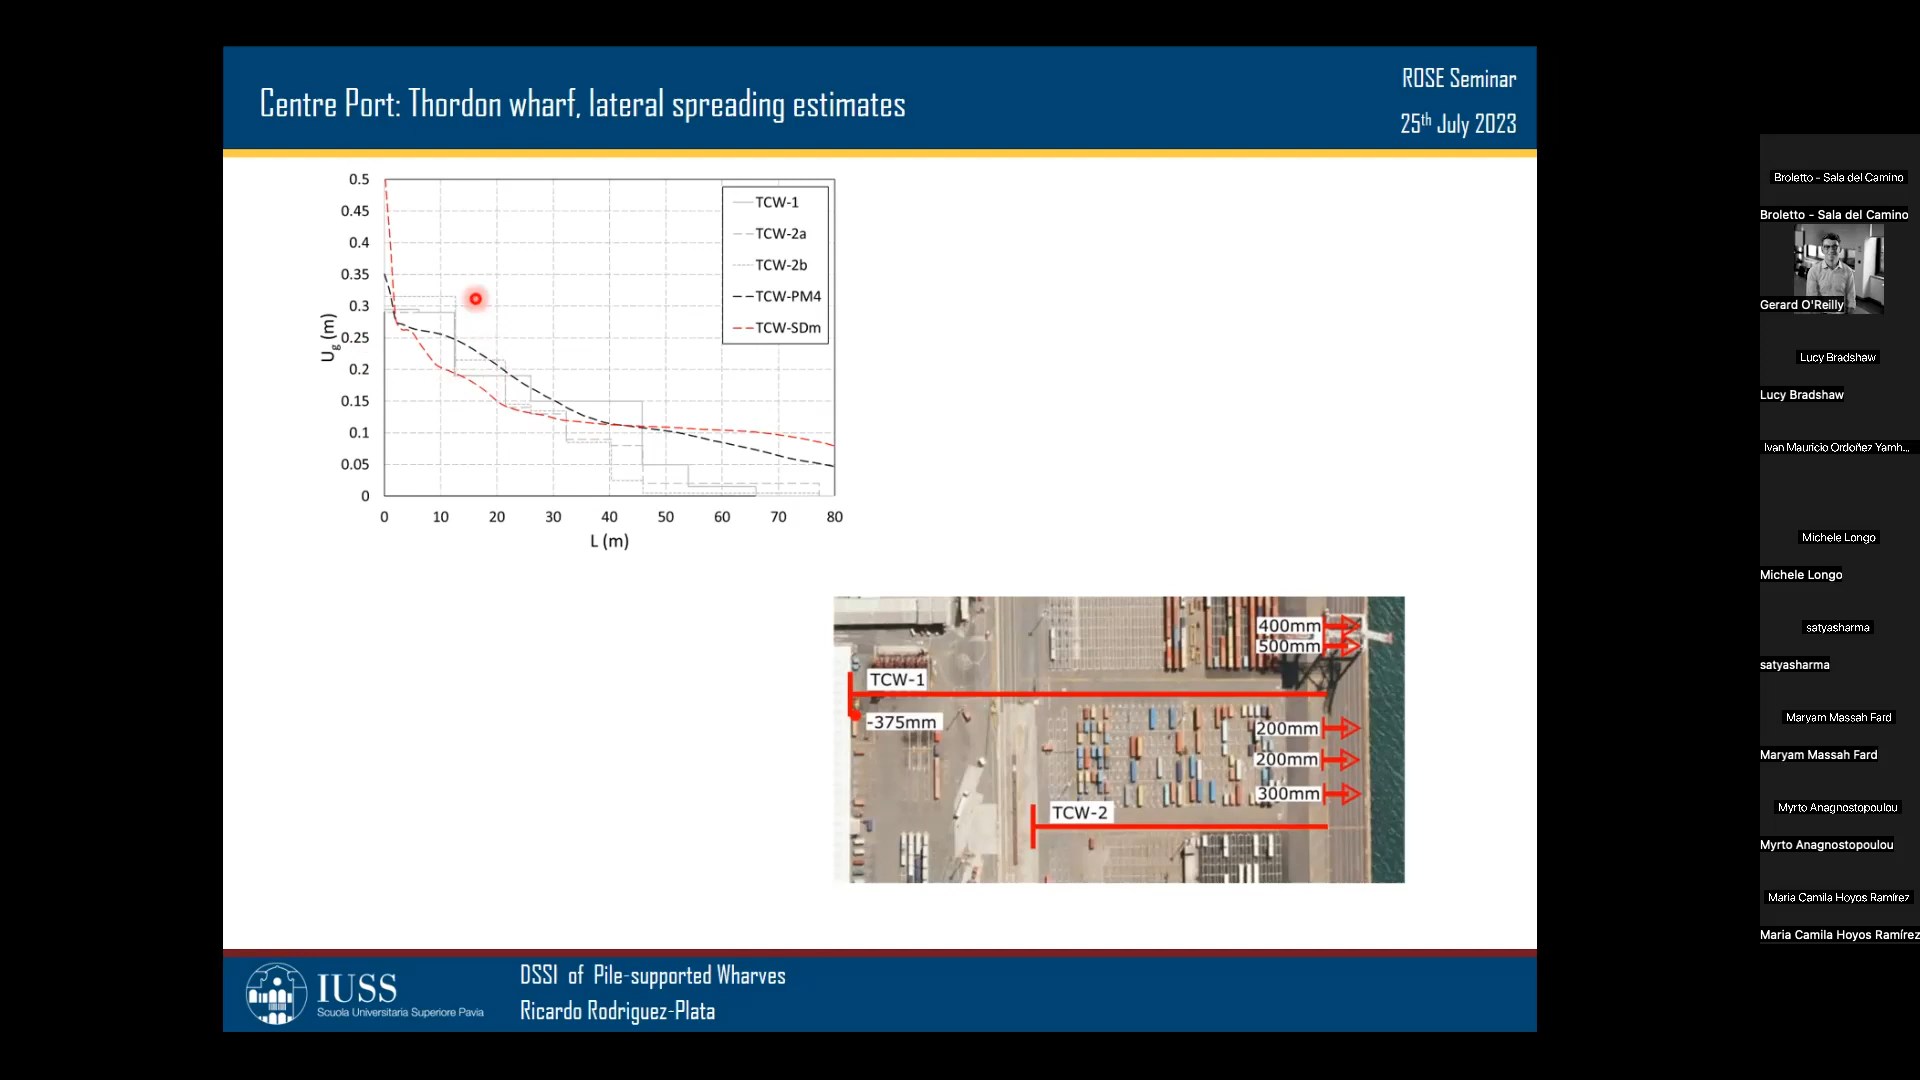 Centre Port: Thordon wharf, lateral spreading estimates
ROSE Seminar
25th July 2023
0.5
0.45
0.4
0.35
0.3
0.25
0.2
0.15
0.1
0.05
0
Ug (m)
0 10 20 30 40 50 60 70 80
L (m)
TCW-1
TCW-2a
TCW-2b
TCW-PM4
TCW-SDm
400mm
500mm
TCW-1
-375mm
200mm
200mm
300mm
TCW-2
IUSS
Scuola Universitaria Superiore Pavia
DSSI of Pile-supported Wharves
Ricardo Rodriguez-Plata
Broletto - Sala del Camino
Broletto - Sala del Camino
Gerard O'Reilly
Lucy Bradshaw
Lucy Bradshaw
Ivan Mauricio Ordoñez Yamh...
Michele Longo
Michele Longo
satyasharma
satyasharma
Maryam Massah Fard
Maryam Massah Fard
Myrto Anagnostopoulou
Myrto Anagnostopoulou
Maria Camila Hoyos Ramírez
Maria Camila Hoyos Ramírez